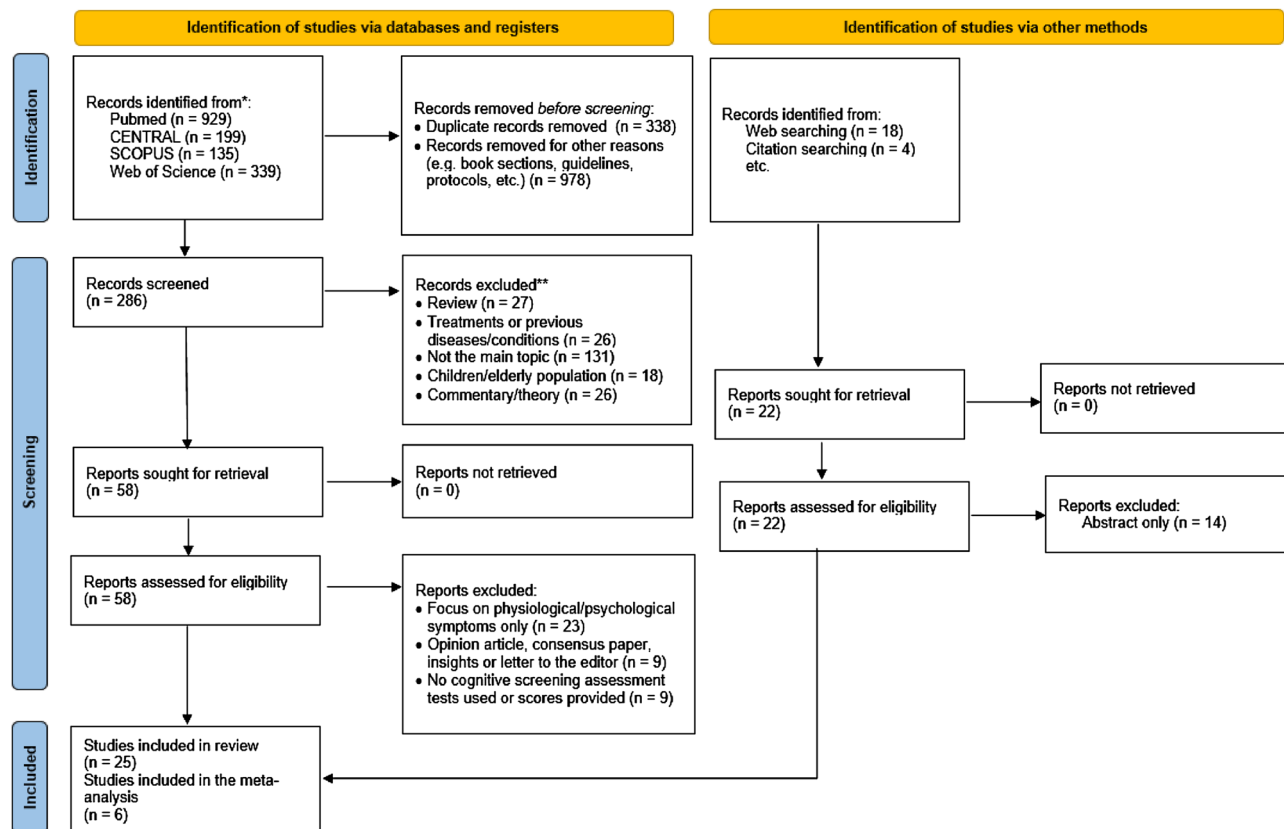 Identification of studies via databases and registers
Identification of studies via other methods
Identification
Records identified from*:
Pubmed (n = 929)
CENTRAL (n = 199)
SCOPUS (n = 135)
Web of Science (n = 339)
Records removed before screening:
• Duplicate records removed (n = 338)
• Records removed for other reasons
(e.g. book sections, guidelines,
protocols, etc.) (n = 978)
Records identified from:
Web searching (n = 18)
Citation searching (n = 4)
etc.
Screening
Records screened
(n = 286)
Records excluded**
• Review (n = 27)
• Treatments or previous
diseases/conditions (n = 26)
• Not the main topic (n = 131)
• Children/elderly population (n = 18)
• Commentary/theory (n = 26)
Reports sought for retrieval
(n = 58)
Reports not retrieved
(n = 0)
Reports sought for retrieval
(n = 22)
Reports not retrieved
(n = 0)
Reports assessed for eligibility
(n = 58)
Reports excluded:
• Focus on physiological/psychological
symptoms only (n = 23)
• Opinion article, consensus paper,
insights or letter to the editor (n = 9)
• No cognitive screening assessment
tests used or scores provided (n = 9)
Reports assessed for eligibility
(n = 22)
Reports excluded:
Abstract only (n = 14)
Included
Studies included in review
(n = 25)
Studies included in the meta-
analysis
(n = 6)